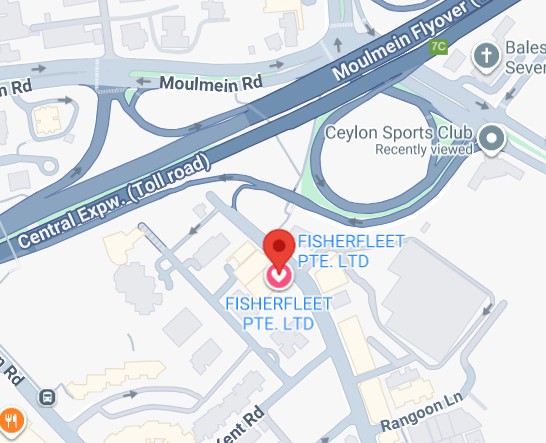 Moulmein Flyover
7C
Bales
Seven
Moulmein Rd
n Rd
Ceylon Sports Club
Recently viewed
Central Expw. (Toll road)
FISHERFLEET
PTE. LTD
FISHERFLEET
PTE. LTD
n Rd
Kent Rd
Rangoon Ln